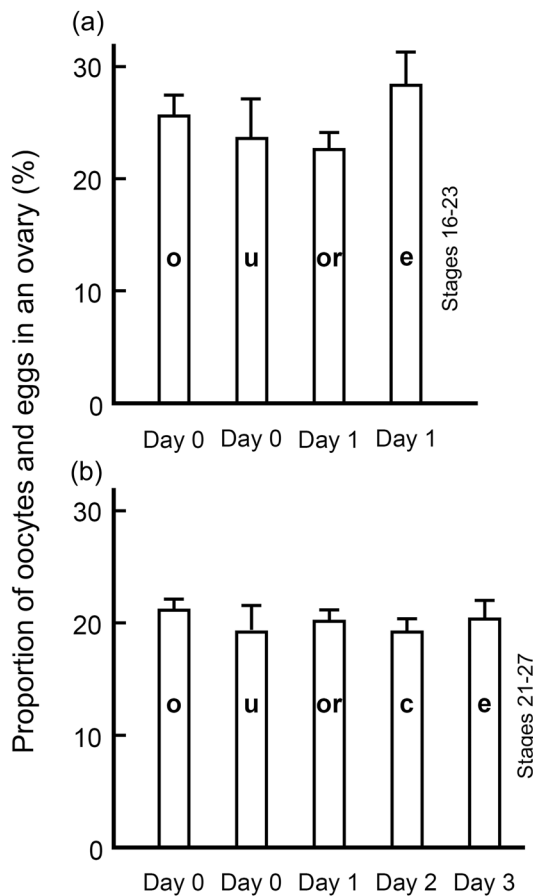 (a)
Proportion of oocytes and eggs in an ovary (%)
30
20
10
0
o u or e
Stages 16-23
Day 0 Day 0 Day 1 Day 1
(b)
30
20
10
0
o u or c e
Stages 21-27
Day 0 Day 0 Day 1 Day 2 Day 3